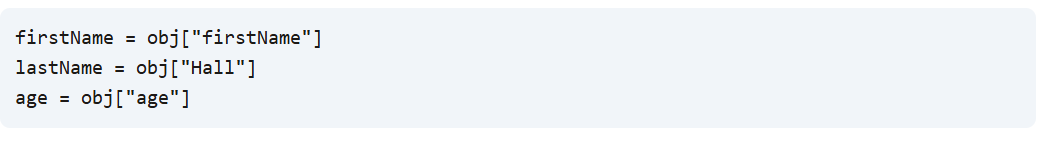 firstName = obj["firstName"]
lastName = obj["Hall"]
age = obj["age"]